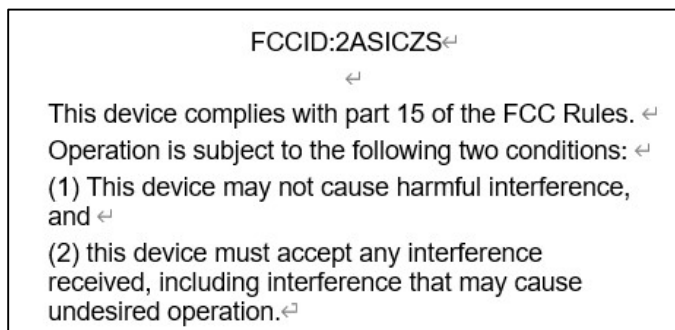 FCCID:2ASICZS↵
↵
This device complies with part 15 of the FCC Rules. ↵
Operation is subject to the following two conditions: ↵
(1) This device may not cause harmful interference,
and ↵
(2) this device must accept any interference
received, including interference that may cause
undesired operation.↵